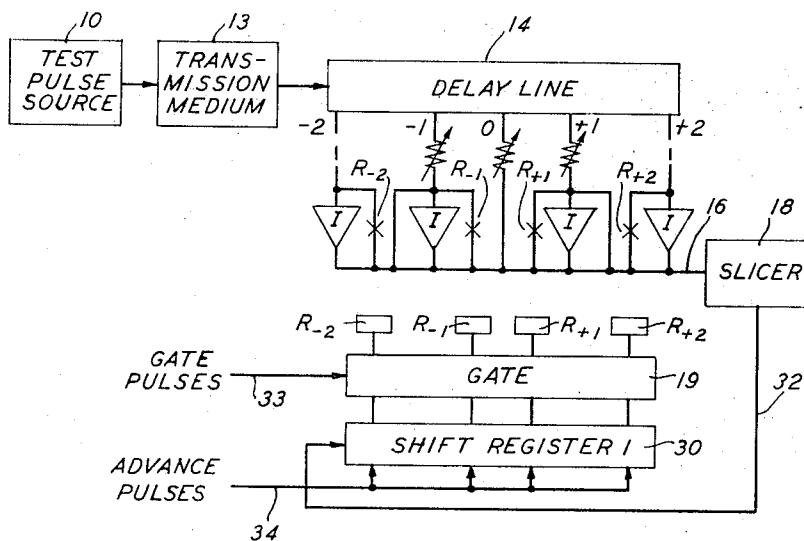 10
13
14
TEST
PULSE
SOURCE
TRANS-
MISSION
MEDIUM
DELAY LINE
-2
-1
0
+1
+2
R-2
R-1
R+1
R+2
I
I
I
I
16
18
SLICER
R-2
R-1
R+1
R+2
GATE
PULSES
33
GATE
19
32
SHIFT REGISTER 1
30
ADVANCE
PULSES
34